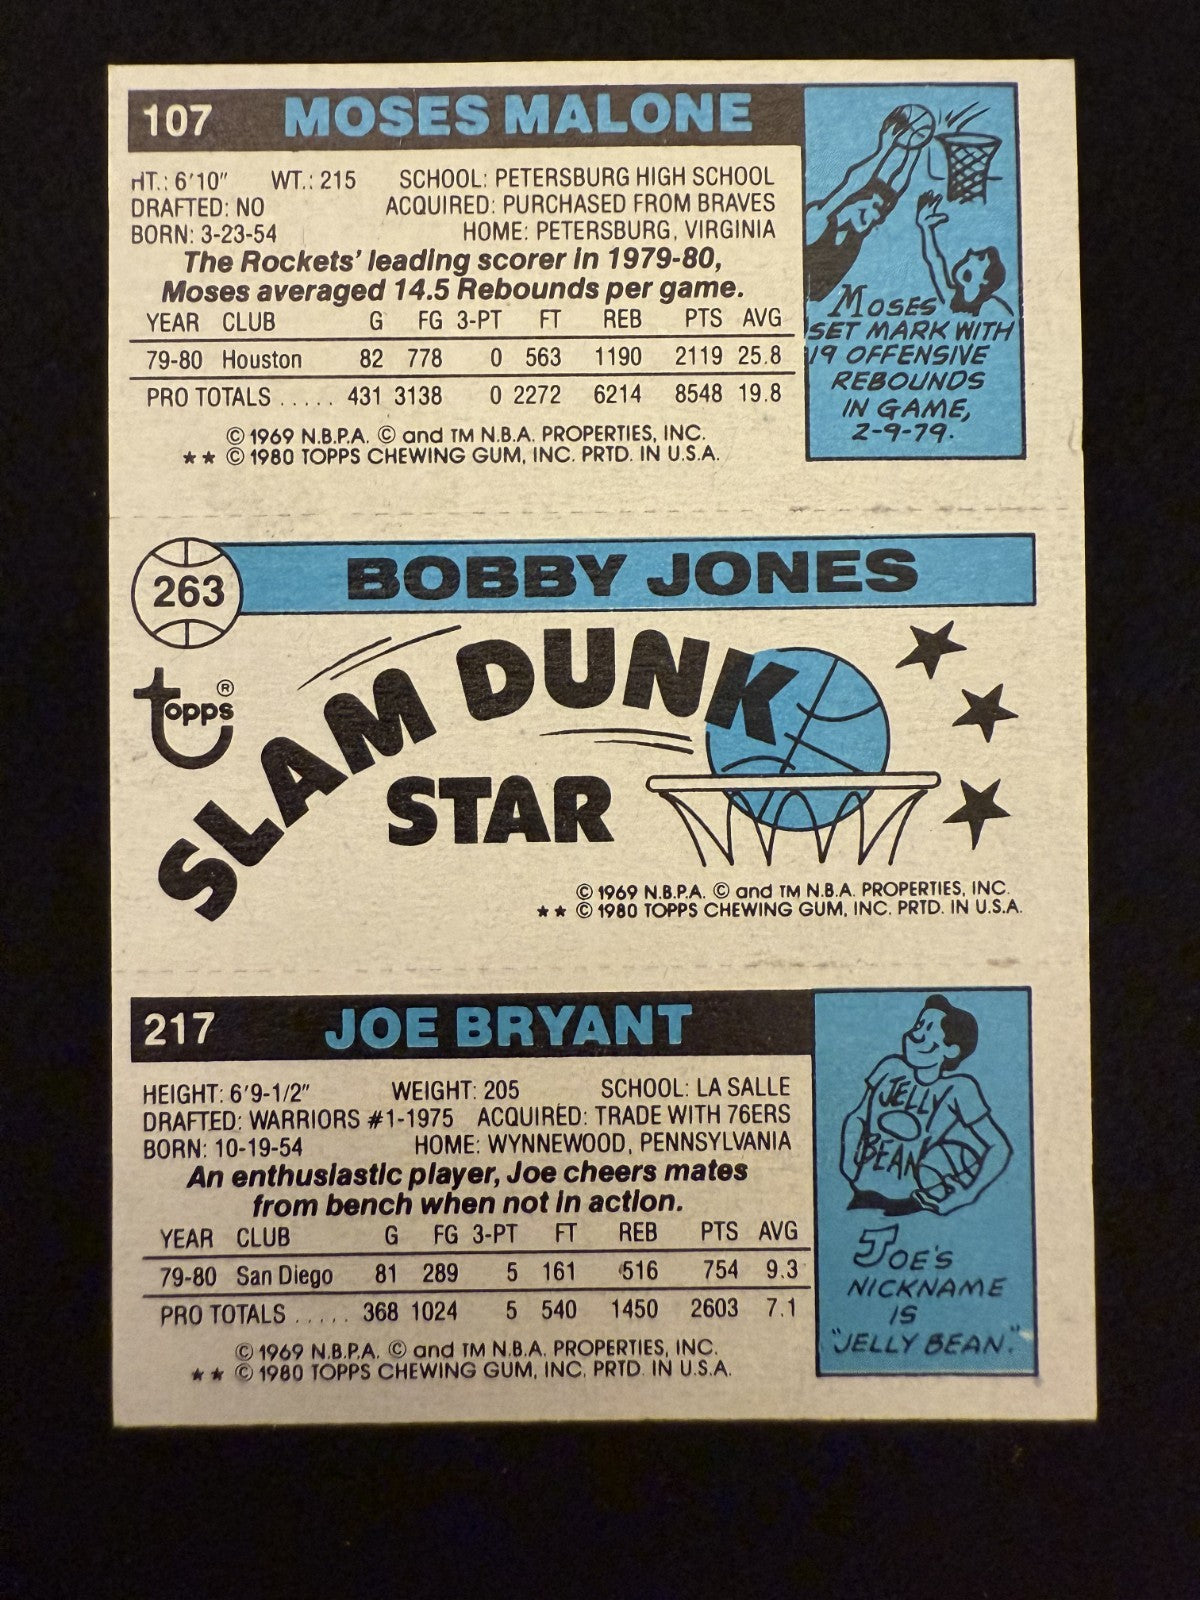 107 MOSES MALONE
HT.: 6'10" WT.: 215 SCHOOL: PETERSBURG HIGH SCHOOL
DRAFTED: NO ACQUIRED: PURCHASED FROM BRAVES
BORN: 3-23-54 HOME: PETERSBURG, VIRGINIA
The Rockets' leading scorer in 1979-80,
Moses averaged 14.5 Rebounds per game.
YEAR CLUB G FG 3-PT FT REB PTS AVG
79-80 Houston 82 778 0 563 1190 2119 25.8
PRO TOTALS ..... 431 3138 0 2272 6214 8548 19.8
© 1969 N.B.P.A. © and TM N.B.A. PROPERTIES, INC.
★★ © 1980 TOPPS CHEWING GUM, INC. PRTD. IN U.S.A.
MOSES
SET MARK WITH
19 OFFENSIVE
REBOUNDS
IN GAME,
2-9-79.
263 BOBBY JONES
topps®
SLAM DUNK
STAR
© 1969 N.B.P.A. © and TM N.B.A. PROPERTIES, INC.
★★ © 1980 TOPPS CHEWING GUM, INC. PRTD. IN U.S.A.
217 JOE BRYANT
HEIGHT: 6'9-1/2" WEIGHT: 205 SCHOOL: LA SALLE
DRAFTED: WARRIORS #1-1975 ACQUIRED: TRADE WITH 76ERS
BORN: 10-19-54 HOME: WYNNEWOOD, PENNSYLVANIA
An enthusiastic player, Joe cheers mates
from bench when not in action.
YEAR CLUB G FG 3-PT FT REB PTS AVG
79-80 San Diego 81 289 5 161 516 754 9.3
PRO TOTALS ..... 368 1024 5 540 1450 2603 7.1
© 1969 N.B.P.A. © and TM N.B.A. PROPERTIES, INC.
★★ © 1980 TOPPS CHEWING GUM, INC. PRTD. IN U.S.A.
JELLY
BEAN
JOE'S
NICKNAME
IS
"JELLY BEAN."